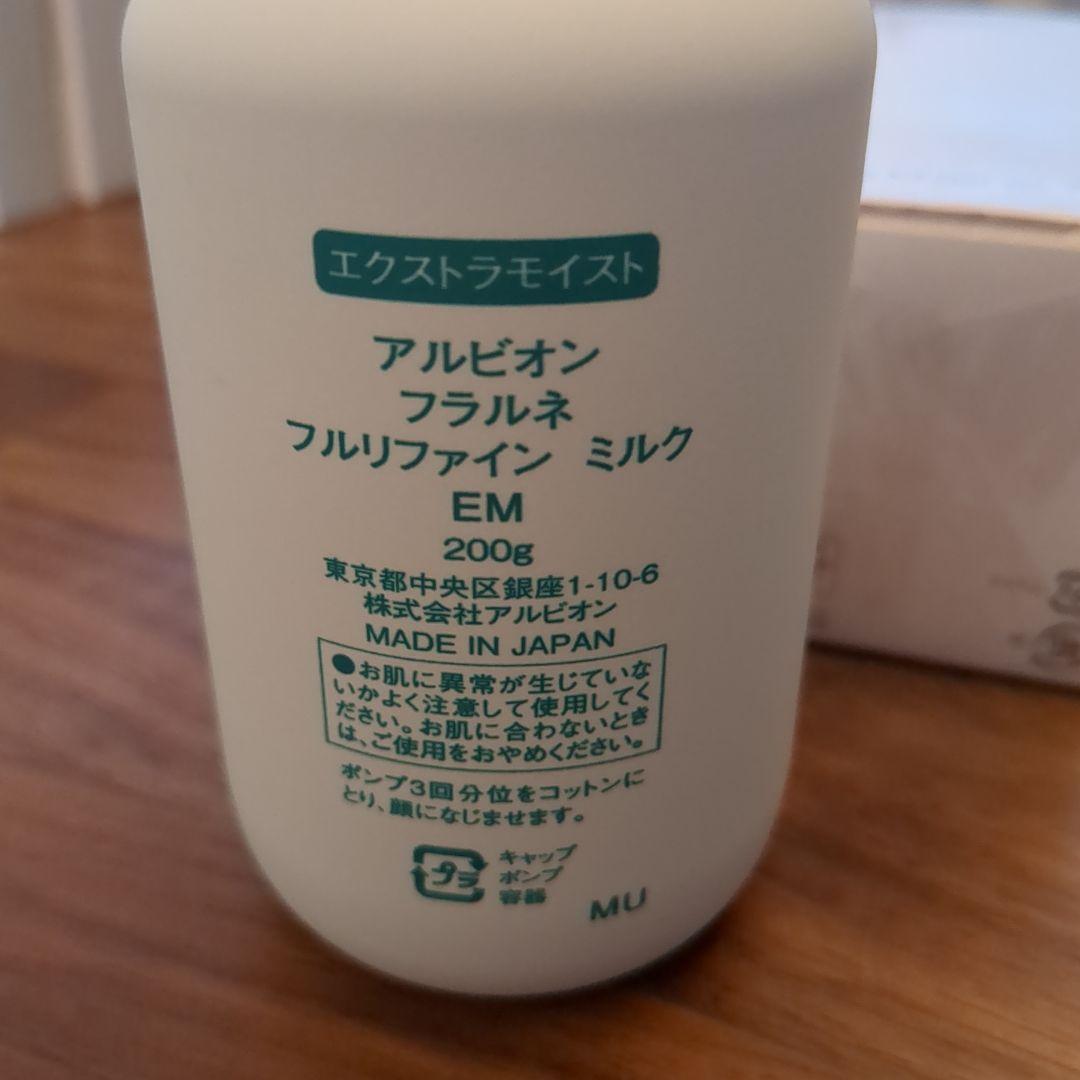 エクストラモイスト
アルビオン
フラルネ
フルリファイン ミルク
EM
200g
東京都中央区銀座1-10-6
株式会社アルビオン
MADE IN JAPAN
●お肌に異常が生じていな
いかよく注意して使用してく
ださい。お肌に合わないとき
は、ご使用をおやめください。
ポンプ3回分位をコットンに
とり、顔になじませます。
プラ
キャップ
ポンプ
容器
MU